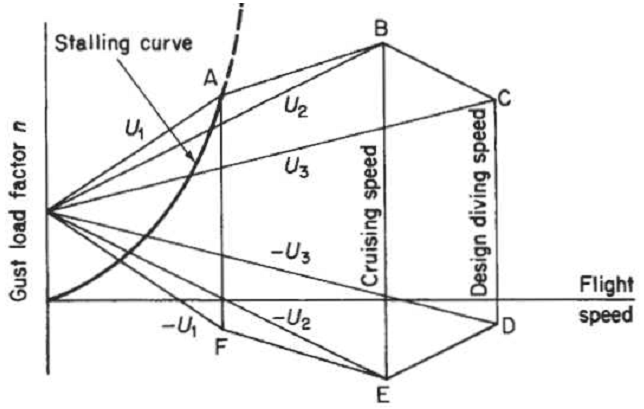 Stalling curve
A
B
C
U₁
U₂
U₃
Gust load factor n
Cruising speed
Design diving speed
-U₃
Flight
speed
-U₁
-U₂
F
D
E